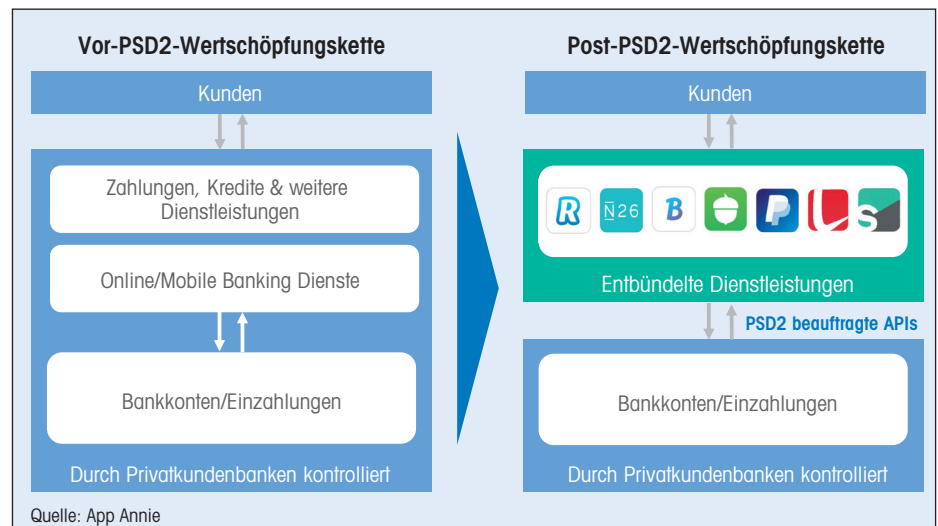 Vor-PSD2-Wertschöpfungskette
Kunden
Zahlungen, Kredite & weitere
Dienstleistungen
Online/Mobile Banking Dienste
Bankkonten/Einzahlungen
Durch Privatkundenbanken kontrolliert
Post-PSD2-Wertschöpfungskette
Kunden
R N26 B P L S
Entbündelte Dienstleistungen
PSD2 beauftragte APIs
Bankkonten/Einzahlungen
Durch Privatkundenbanken kontrolliert
Quelle: App Annie